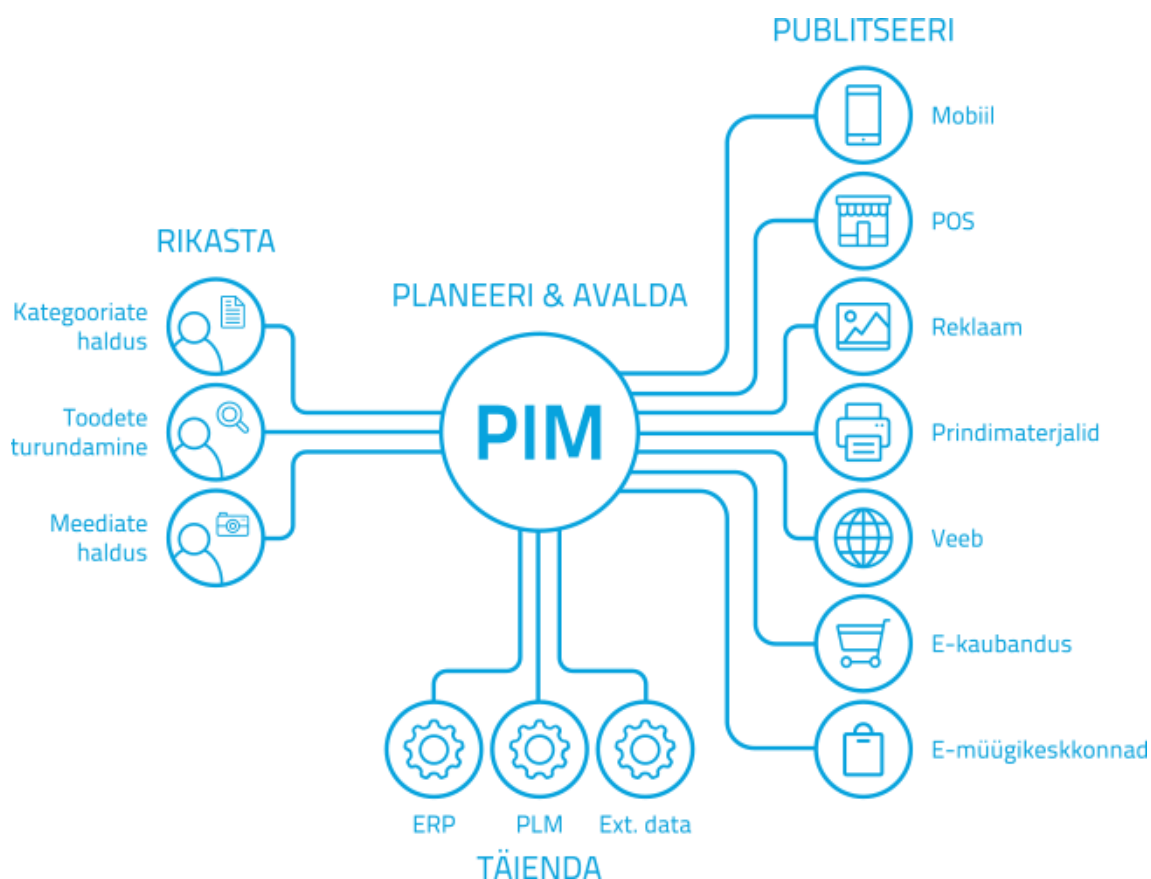 PUBLITSEERI
Mobiil
POS
Reklaam
Prindimaterjalid
Veeb
E-kaubandus
E-müügikeskkonnad
RIKASTA
Kategooriate
haldus
Toodete
turundamine
Meediate
haldus
PLANEERI & AVALDA
PIM
ERP
PLM
Ext. data
TÄIENDA